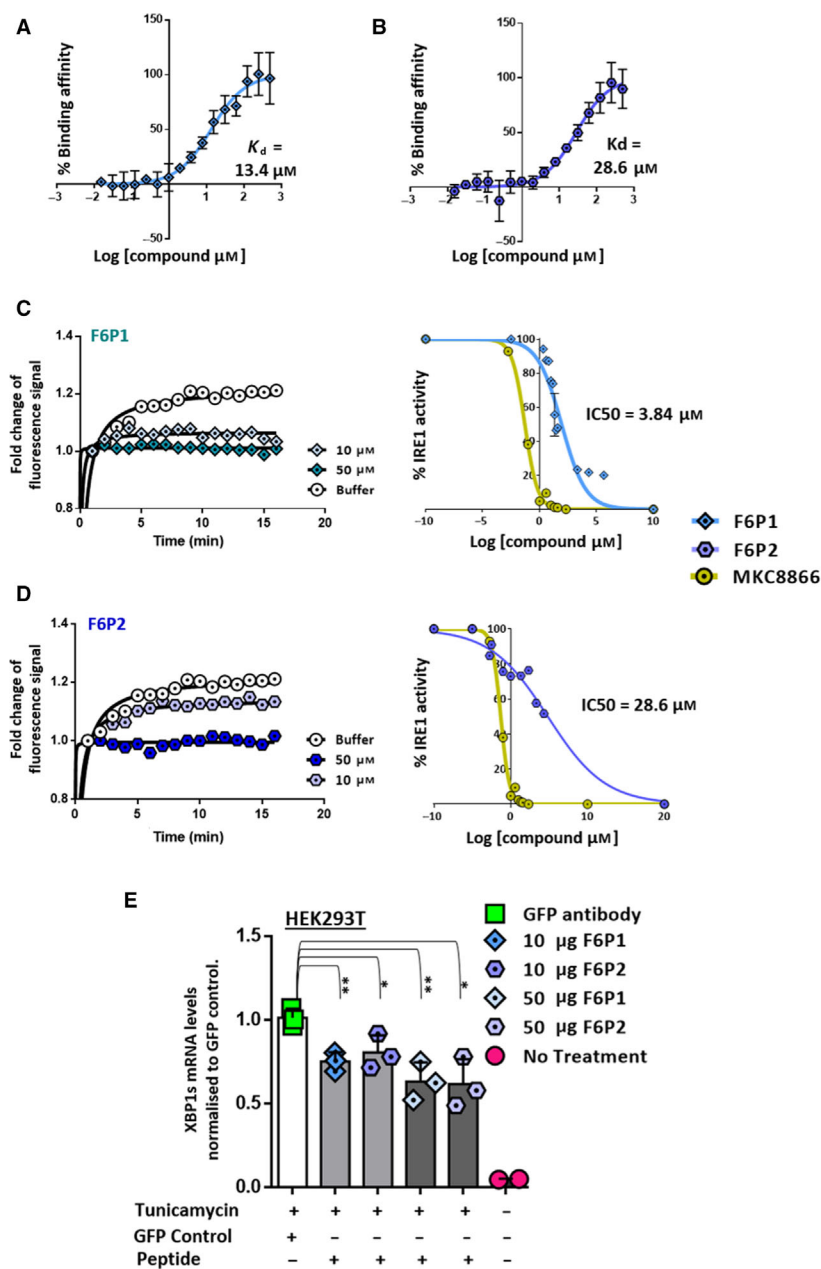 A
B
150
100
50
−50
% Binding affinity
Kd =
13.4 µM
−3 −2 −1 1 2 3
Log [compound µM]
150
100
50
−50
% Binding affinity
Kd =
28.6 µM
−3 −2 −1 0 1 2 3
Log [compound µM]
C
F6P1
Fold change of
fluorescence signal
1.4
1.2
1.0
0.8
0 5 10 15 20
Time (min)
10 µM
50 µM
Buffer
% IRE1 activity
100
80
60
20
IC50 = 3.84 µM
−10 −5 0 5 10
Log [compound µM]
F6P1
F6P2
MKC8866
D
F6P2
Fold change of
fluorescence signal
1.4
1.2
1.0
0.8
0 5 10 15 20
Time (min)
Buffer
50 µM
10 µM
% IRE1 activity
100
80
60
40
20
IC50 = 28.6 µM
−10 0 10 20
Log [compound µM]
E
HEK293T
XBP1s mRNA levels
normalised to GFP control.
1.5
1.0
0.5
0.0
** * ** *
GFP antibody
10 µg F6P1
10 µg F6P2
50 µg F6P1
50 µg F6P2
No Treatment
Tunicamycin + + + + + −
GFP Control + − − − − −
Peptide − + + + + −